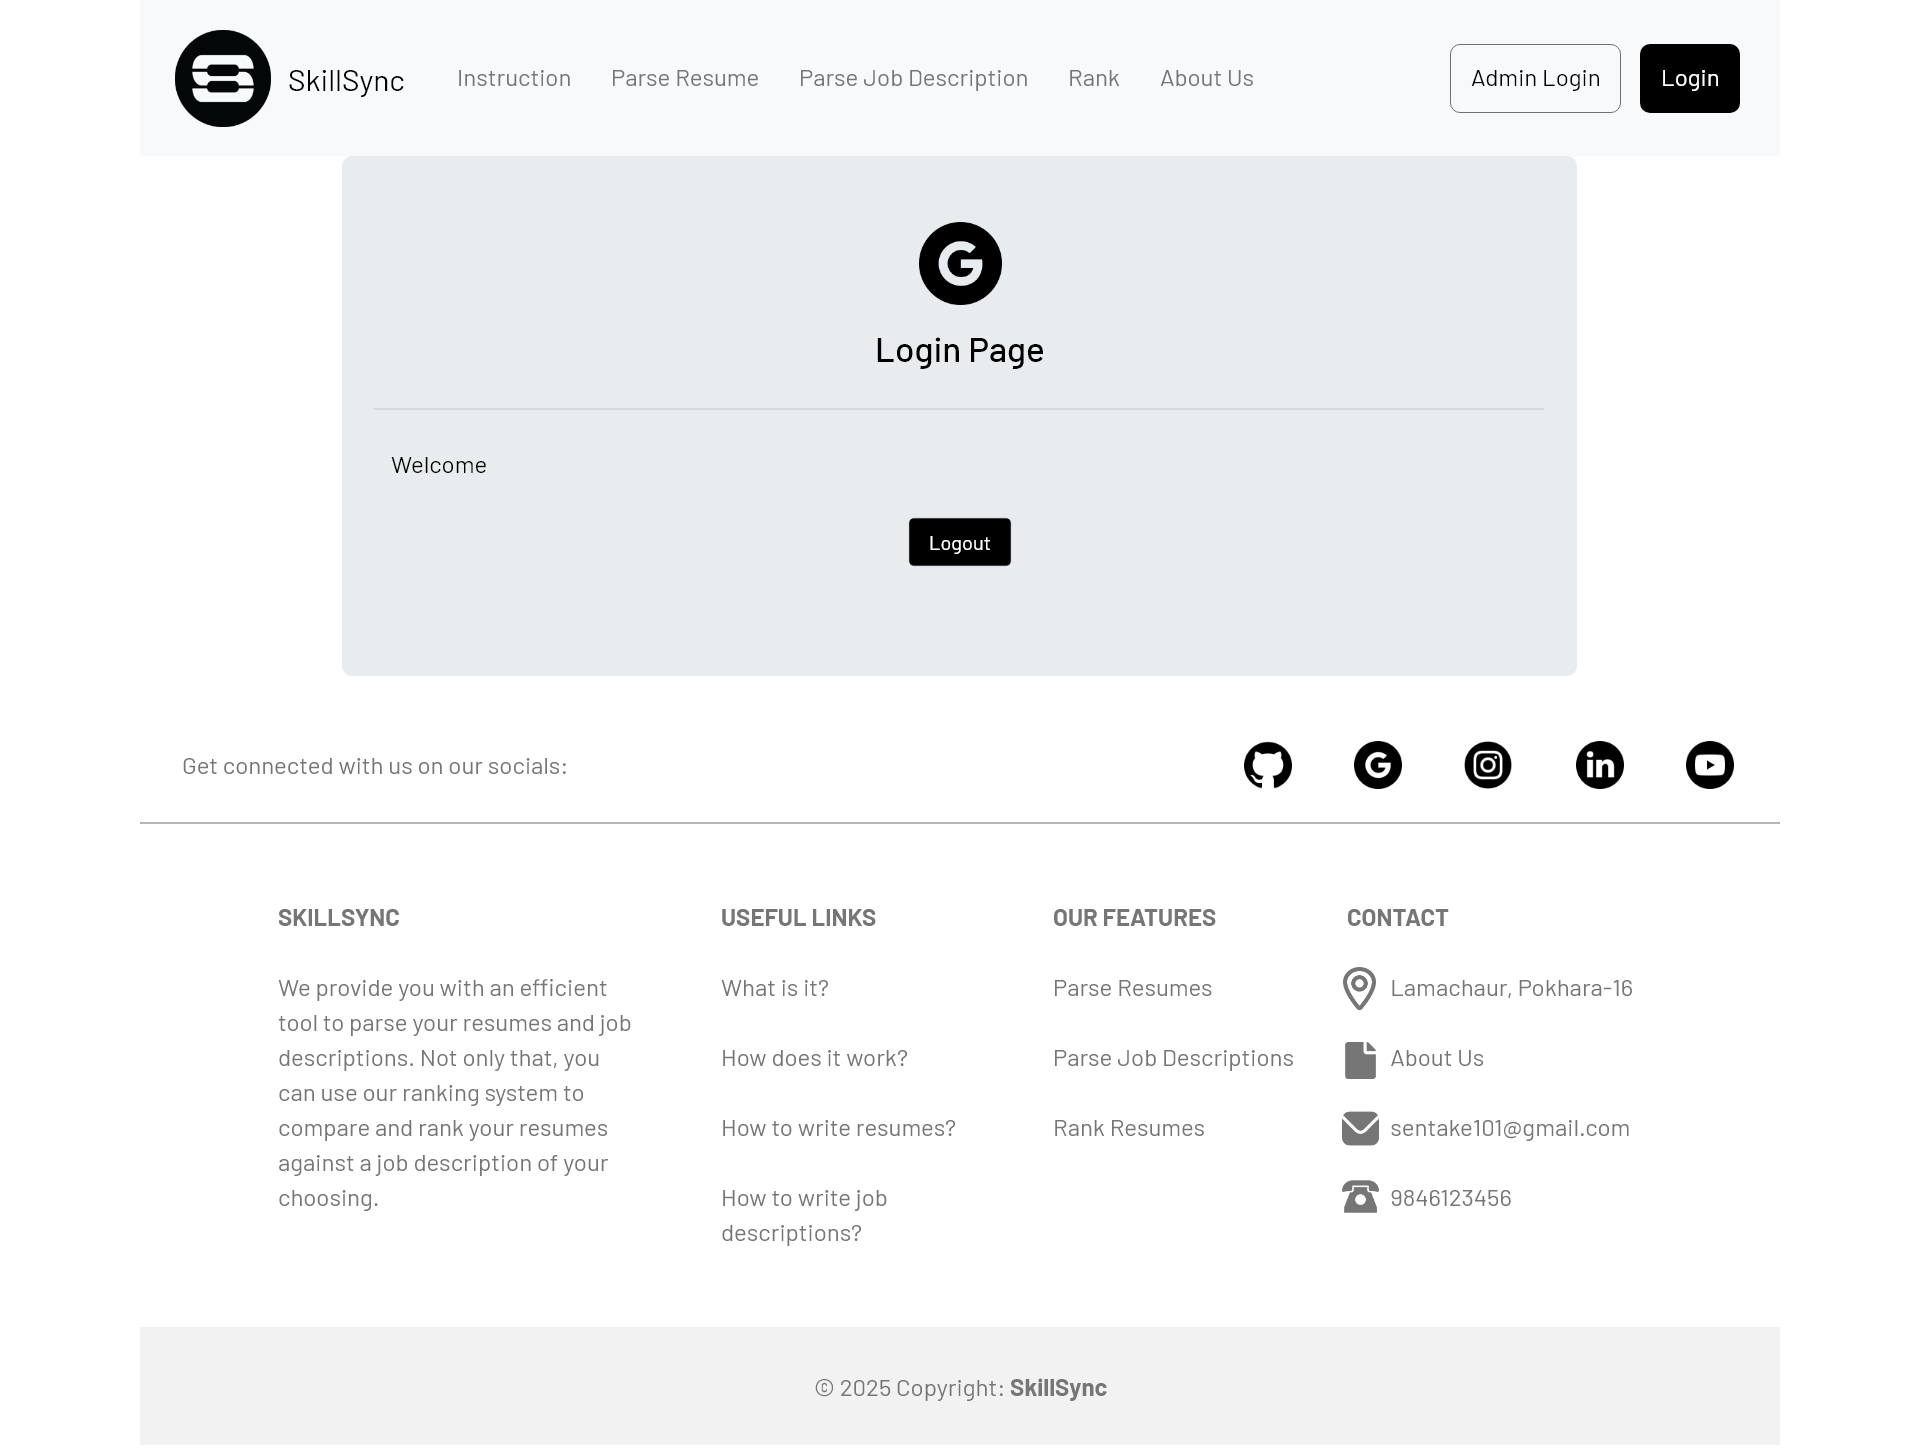 SkillSync
Instruction
Parse Resume
Parse Job Description
Rank
About Us
Admin Login
Login
Login Page
Welcome
Logout
Get connected with us on our socials:
SKILLSYNC
We provide you with an efficient
tool to parse your resumes and job
descriptions. Not only that, you
can use our ranking system to
compare and rank your resumes
against a job description of your
choosing.
USEFUL LINKS
What is it?
How does it work?
How to write resumes?
How to write job
descriptions?
OUR FEATURES
Parse Resumes
Parse Job Descriptions
Rank Resumes
CONTACT
Lamachaur, Pokhara-16
About Us
sentake101@gmail.com
9846123456
© 2025 Copyright: SkillSync